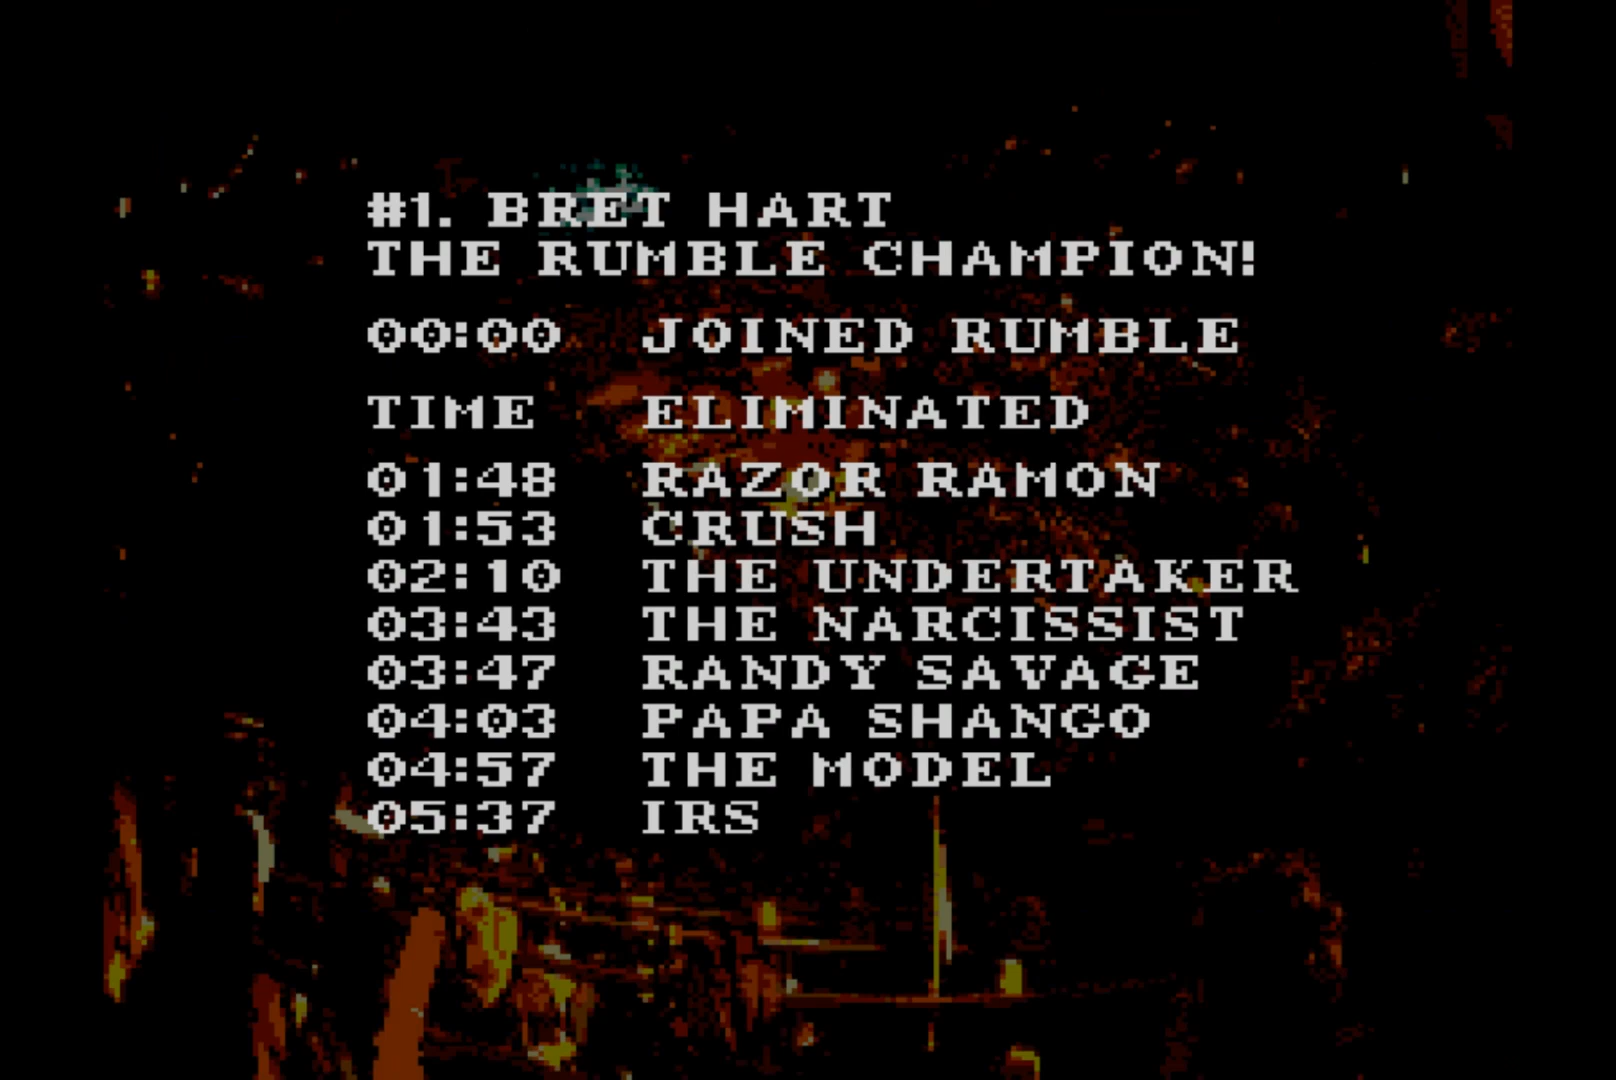 #1. BRET HART
THE RUMBLE CHAMPION!
00:00 JOINED RUMBLE
TIME ELIMINATED
01:48 RAZOR RAMON
01:53 CRUSH
02:10 THE UNDERTAKER
03:43 THE NARCISSIST
03:47 RANDY SAVAGE
04:03 PAPA SHANGO
04:57 THE MODEL
05:37 IRS